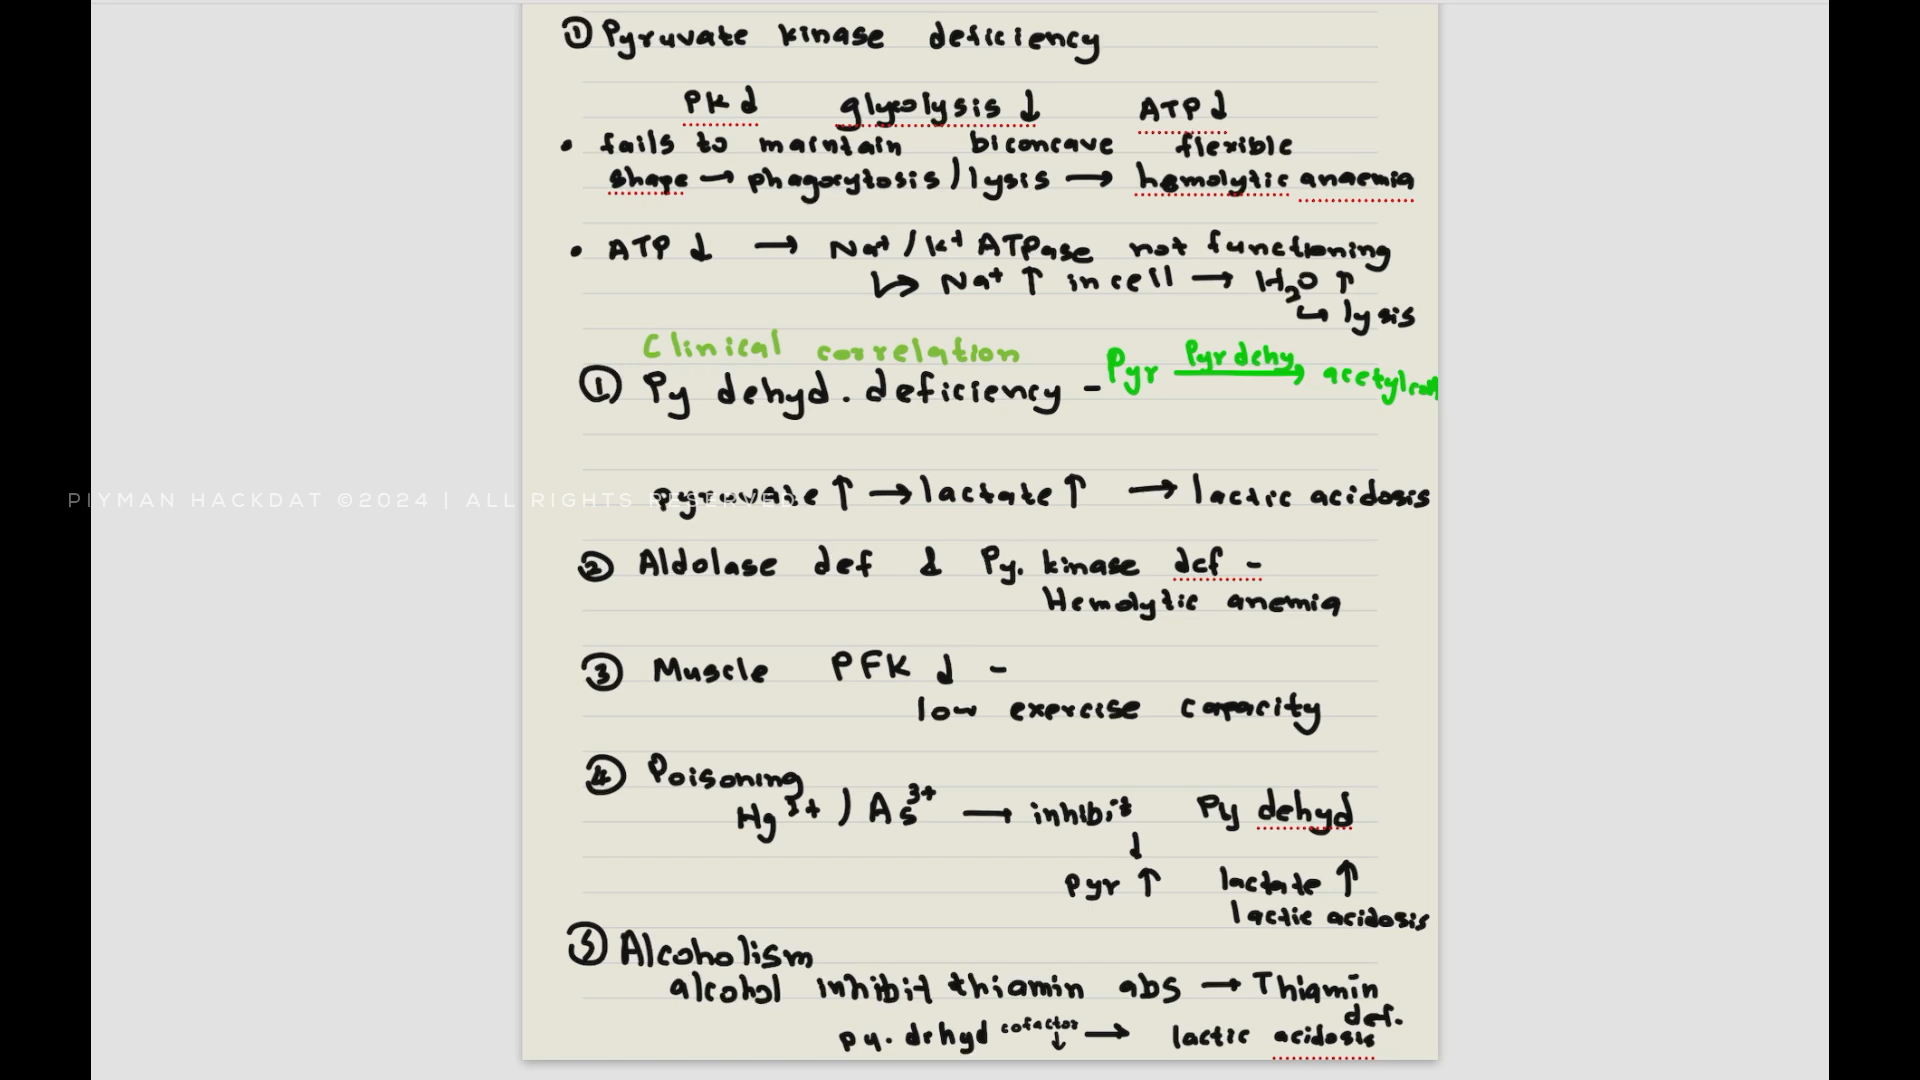 ① Pyruvate kinase deficiency
PK↓ glycolysis ↓ ATP↓
• fails to maintain biconcave flexible
shape → phagocytosis / lysis → hemolytic anaemia
• ATP ↓ → Na⁺/K⁺ ATPase not functioning
↳ Na⁺ ↑ in cell → H₂O ↑
↳ lysis
Clinical correlation
① Py dehyd. deficiency - Pyr Pyr dehy → acetylcoA
PIYMAN HACKDAT ©2024 | ALL RIGHTS RESERVED
pyruvate ↑ → lactate ↑ → lactic acidosis
② Aldolase def & Py. kinase def -
Hemolytic anemia
③ Muscle PFK ↓ -
low exercise capacity
④ Poisoning
Hg³⁺ / As³⁺ → inhibit Py dehyd
↓
pyr ↑ lactate ↑
lactic acidosis
⑤ Alcoholism
alcohol inhibit thiamin abs → Thiamin
def.
py. dehyd cofactor ↓ → lactic acidosis